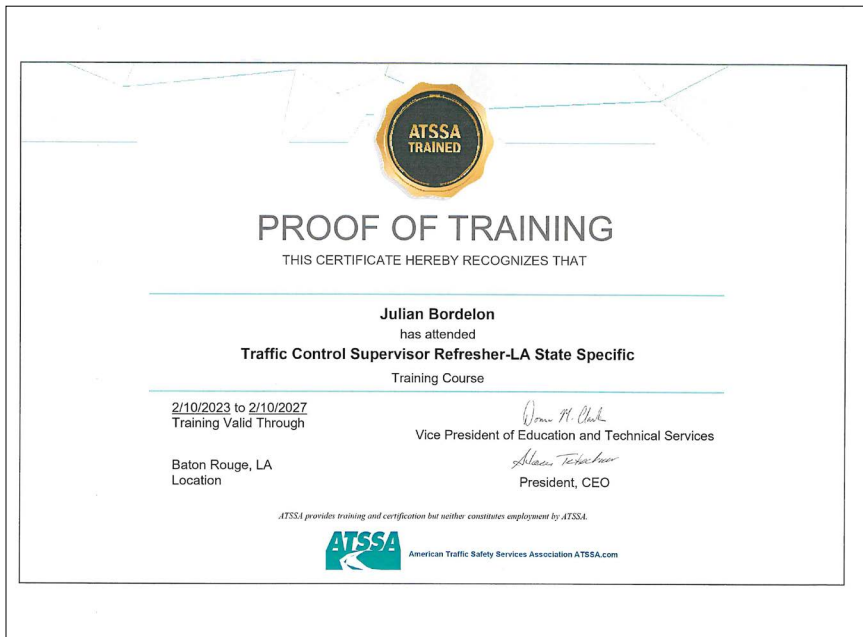 ATSSA
TRAINED
PROOF OF TRAINING
THIS CERTIFICATE HEREBY RECOGNIZES THAT
Julian Bordelon
has attended
Traffic Control Supervisor Refresher-LA State Specific
Training Course
2/10/2023 to 2/10/2027
Training Valid Through
Vice President of Education and Technical Services
Baton Rouge, LA
Location
President, CEO
ATSSA provides training and certification but neither constitutes employment by ATSSA.
ATSSA
American Traffic Safety Services Association ATSSA.com